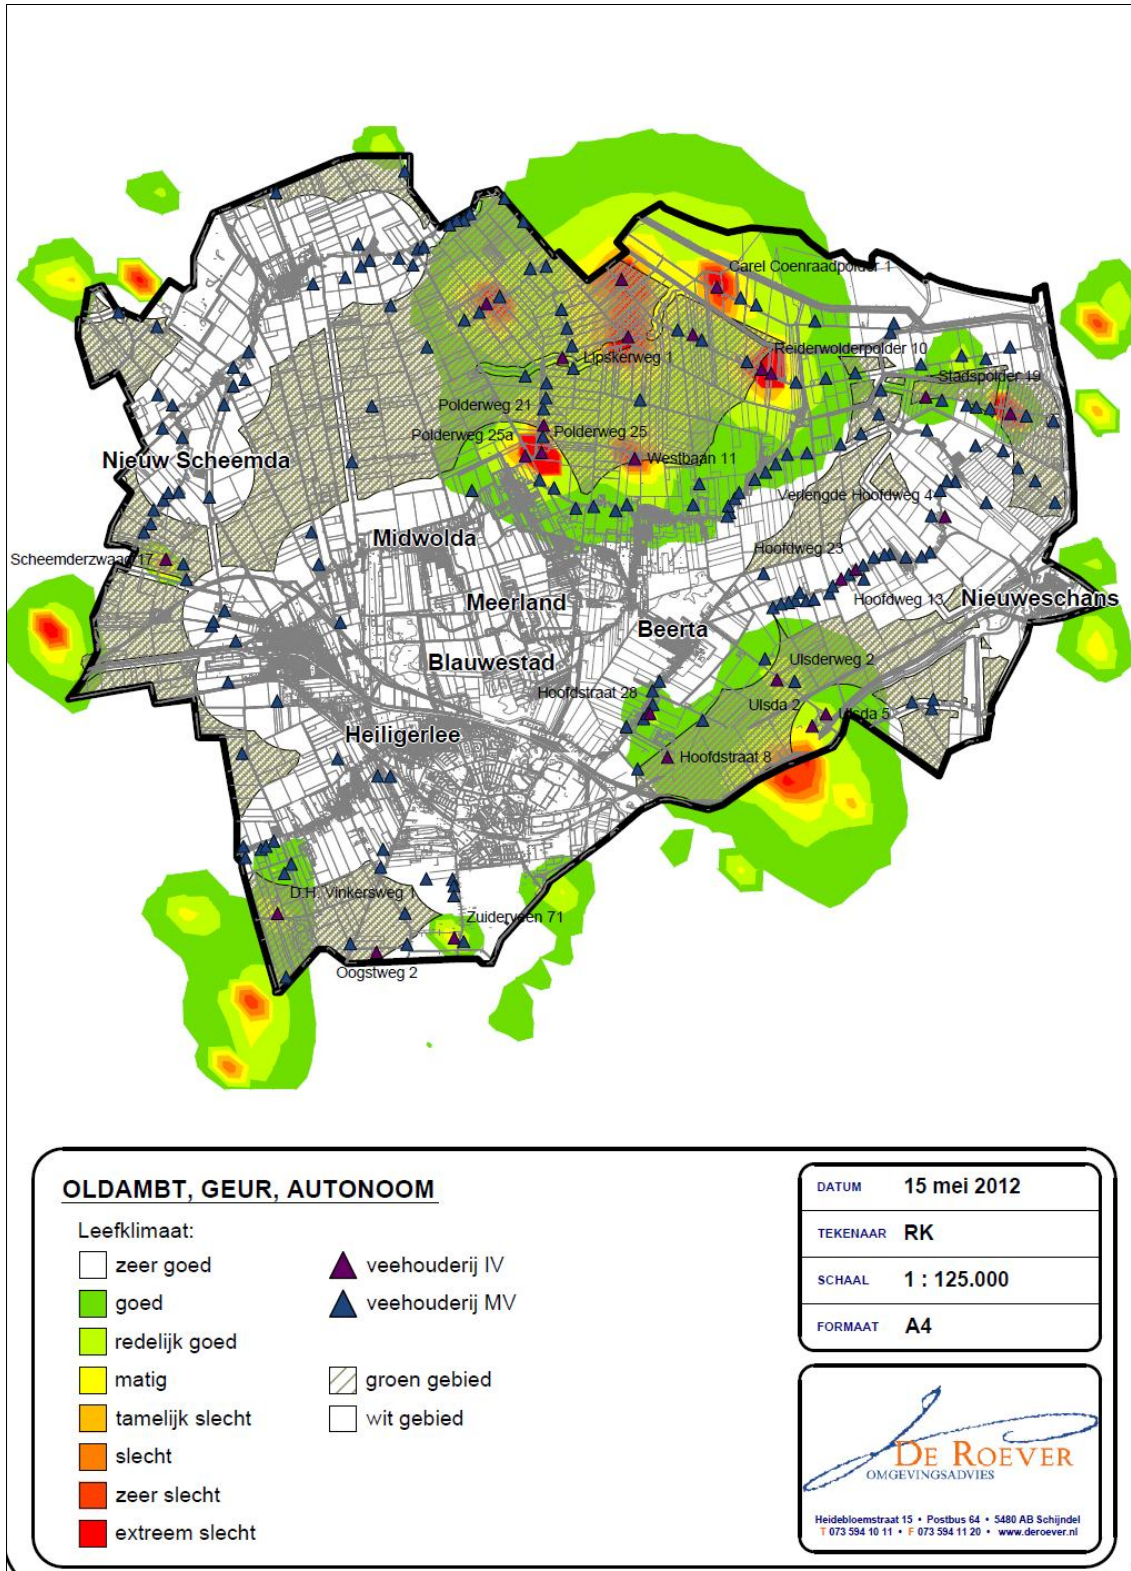 Carel Coenraadpolder 1
Reiderwolderpolder 10
Lipskerweg 1
Stadspolder 19
Polderweg 21
Polderweg 25a
Polderweg 25
Westbaan 11
Nieuw Scheemda
Verlengde Hoofdweg 4
Midwolda
Hoofdweg 23
Scheemderzwaag 17
Meerland
Hoofdweg 13
Nieuweschans
Beerta
Blauwestad
Ulsderweg 2
Hoofdstraat 28
Ulsda 2
Ulsda 5
Heiligerlee
Hoofdstraat 8
D.H. Vinkersweg 1
Zuiderveen 71
Oogstweg 2
OLDAMBT, GEUR, AUTONOOM
Leefklimaat:
zeer goed
goed
redelijk goed
matig
tamelijk slecht
slecht
zeer slecht
extreem slecht
veehouderij IV
veehouderij MV
groen gebied
wit gebied
DATUM 15 mei 2012
TEKENAAR RK
SCHAAL 1 : 125.000
FORMAAT A4
DE ROEVER
OMGEVINGSADVIES
Heidebloemstraat 15 • Postbus 64 • 5480 AB Schijndel
T 073 594 10 11 • F 073 594 11 20 • www.deroever.nl